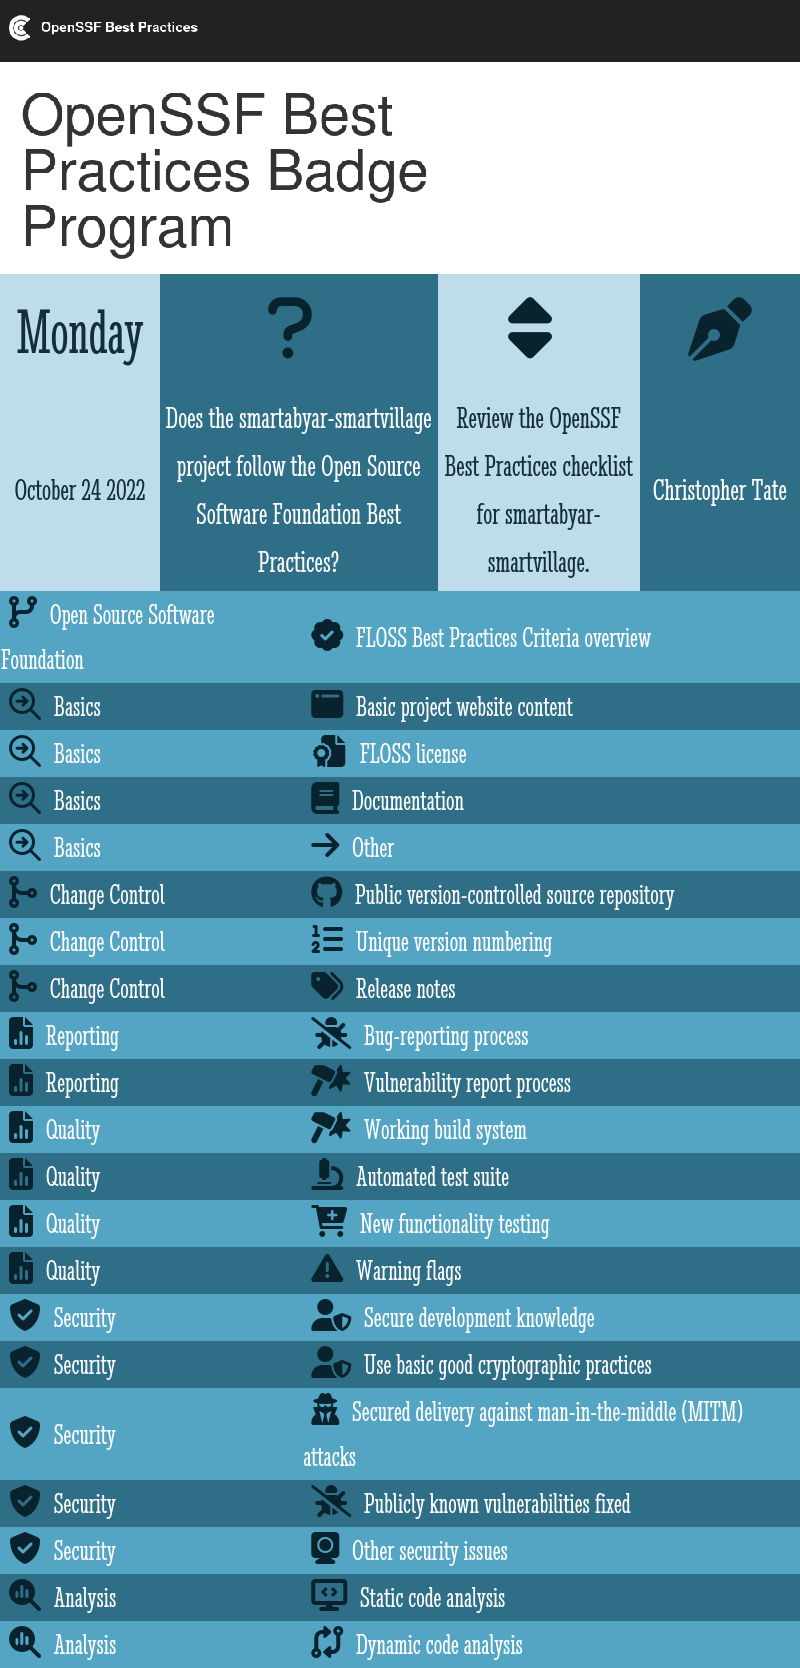 OpenSSF Best Practices
OpenSSF Best
Practices Badge
Program
Monday
October 24 2022
Does the smartabyar-smartvillage
project follow the Open Source
Software Foundation Best
Practices?
Review the OpenSSF
Best Practices checklist
for smartabyar-
smartvillage.
Christopher Tate
Open Source Software
Foundation
FLOSS Best Practices Criteria overview
Basics
Basic project website content
Basics
FLOSS license
Basics
Documentation
Basics
Other
Change Control
Public version-controlled source repository
Change Control
Unique version numbering
Change Control
Release notes
Reporting
Bug-reporting process
Reporting
Vulnerability report process
Quality
Working build system
Quality
Automated test suite
Quality
New functionality testing
Quality
Warning flags
Security
Secure development knowledge
Security
Use basic good cryptographic practices
Security
Secured delivery against man-in-the-middle (MITM)
attacks
Security
Publicly known vulnerabilities fixed
Security
Other security issues
Analysis
Static code analysis
Analysis
Dynamic code analysis